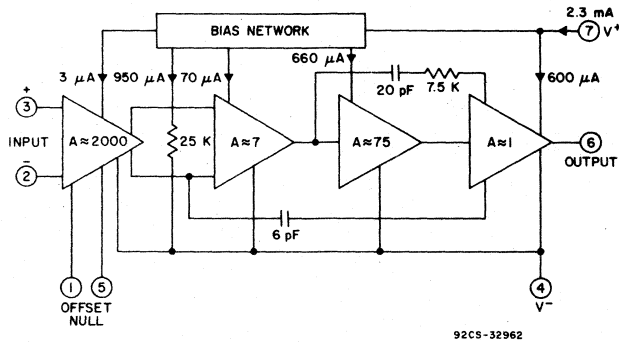 2.3 mA
BIAS NETWORK
7 V+
3 μA 950 μA 70 μA 660 μA 600 μA
20 pF 7.5 K
+
3
INPUT
A≈2000 25 K A≈7 A≈75 A≈1
6
OUTPUT
−
2
6 pF
1 5
OFFSET
NULL
4
V−
92CS-32962